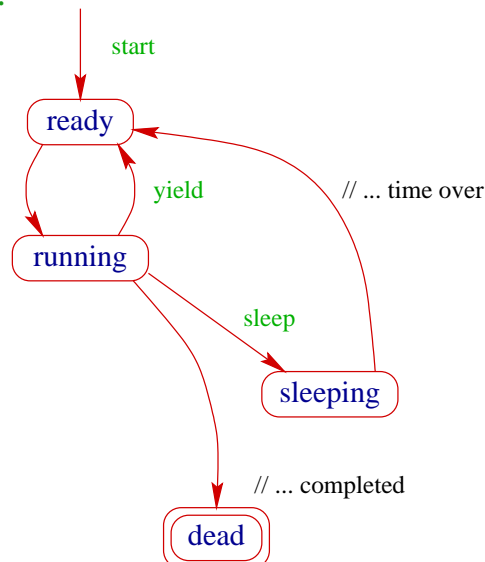 start
ready
yield
// ... time over
running
sleep
sleeping
// ... completed
dead